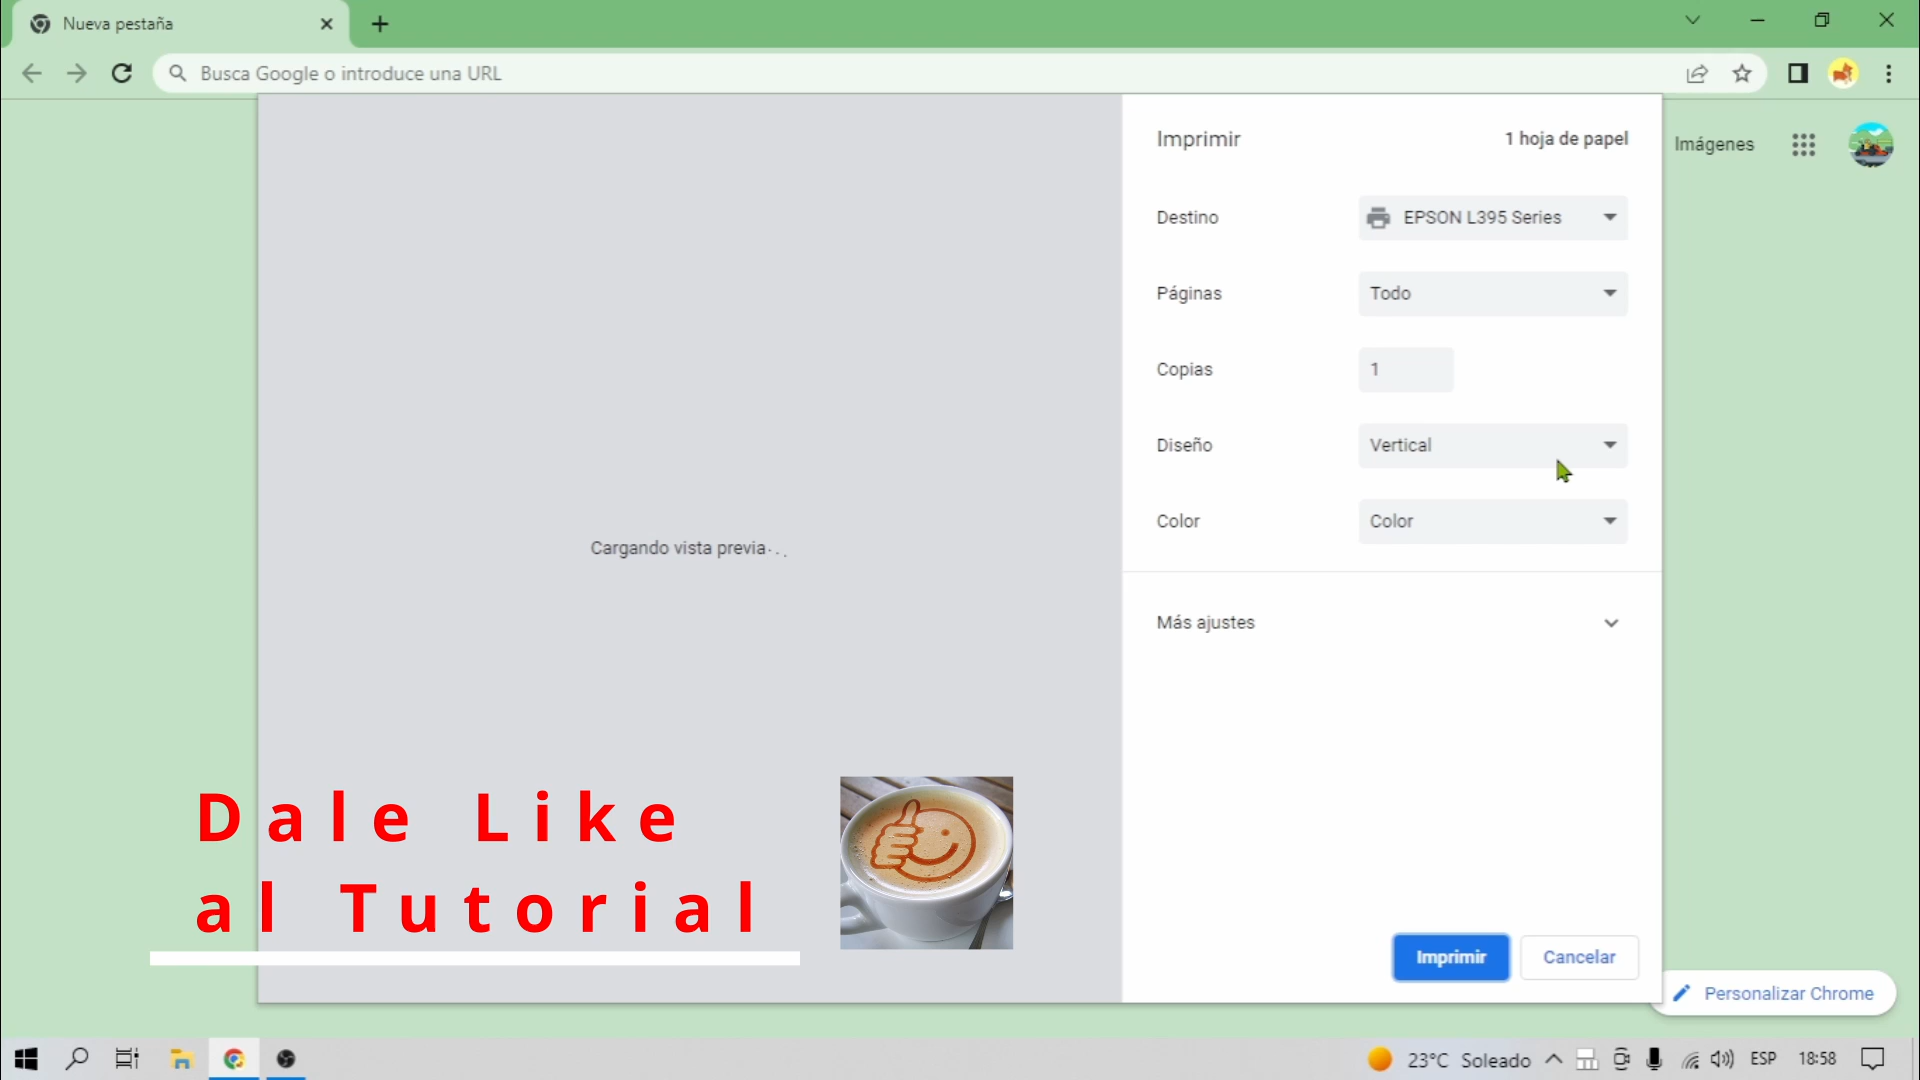 Nueva pestaña
Busca Google o introduce una URL
Imprimir
1 hoja de papel
Imágenes
Destino
EPSON L395 Series
Páginas
Todo
Copias
1
Diseño
Vertical
Cargando vista previa...
Color
Color
Más ajustes
Dale Like
al Tutorial
Imprimir
Cancelar
Personalizar Chrome
23°C Soleado
ESP
18:58